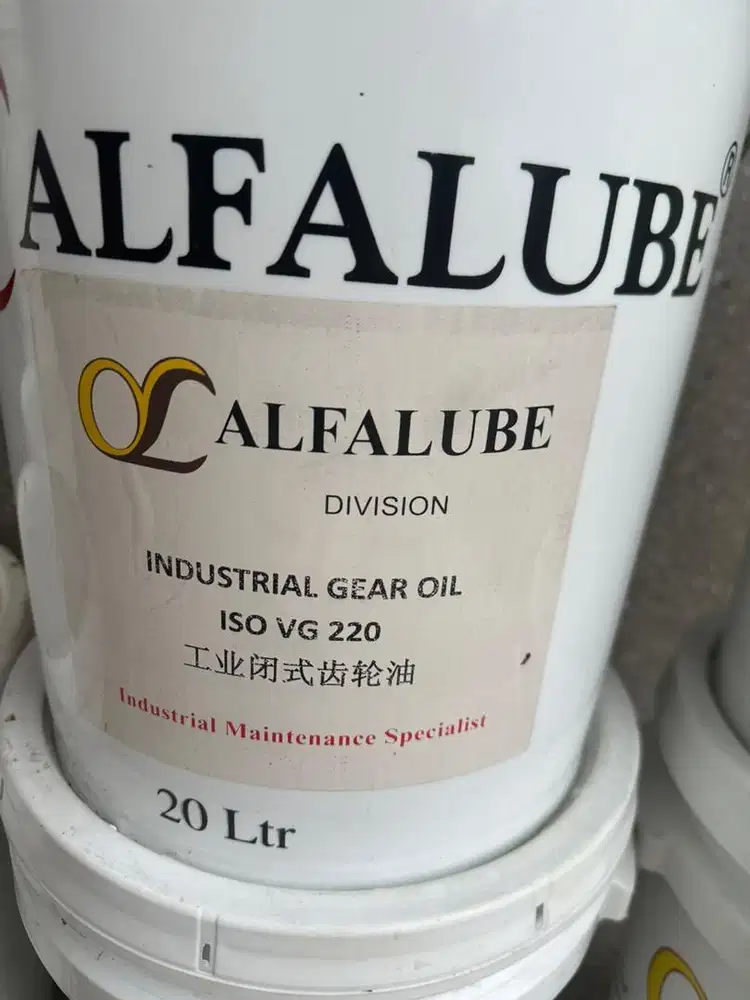 ALFALUBE®
ALFALUBE
DIVISION
INDUSTRIAL GEAR OIL
ISO VG 220
工业闭式齿轮油
Industrial Maintenance Specialist
20 Ltr